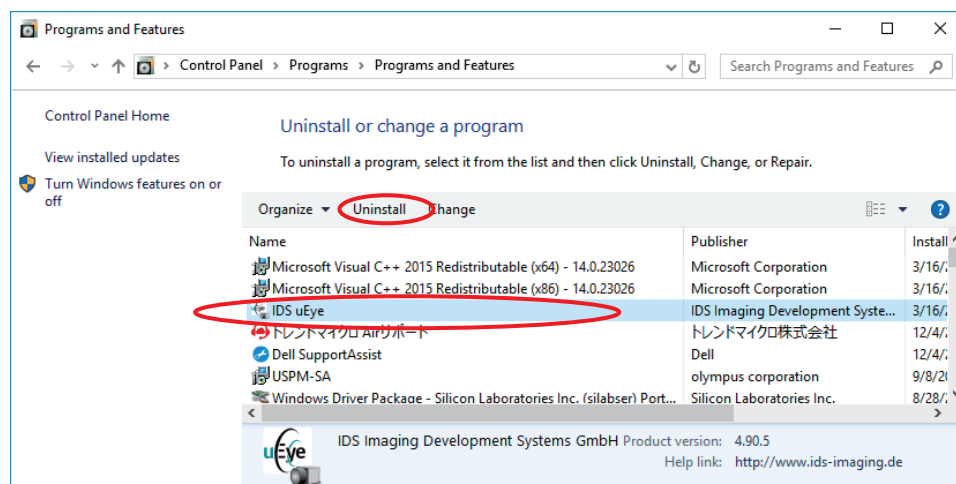 Programs and Features
Control Panel > Programs > Programs and Features
Search Programs and Features
Control Panel Home
View installed updates
Turn Windows features on or
off
Uninstall or change a program
To uninstall a program, select it from the list and then click Uninstall, Change, or Repair.
Organize Uninstall Change
Name Publisher Install
Microsoft Visual C++ 2015 Redistributable (x64) - 14.0.23026 Microsoft Corporation 3/16/
Microsoft Visual C++ 2015 Redistributable (x86) - 14.0.23026 Microsoft Corporation 3/16/
IDS uEye IDS Imaging Development Syste... 3/16/
トレンドマイクロ Airサポート トレンドマイクロ株式会社 12/4/
Dell SupportAssist Dell 12/4/
USPM-SA olympus corporation 9/8/20
Windows Driver Package - Silicon Laboratories Inc. (silabser) Port... Silicon Laboratories Inc. 8/28/
uEye
IDS Imaging Development Systems GmbH Product version: 4.90.5
Help link: http://www.ids-imaging.de